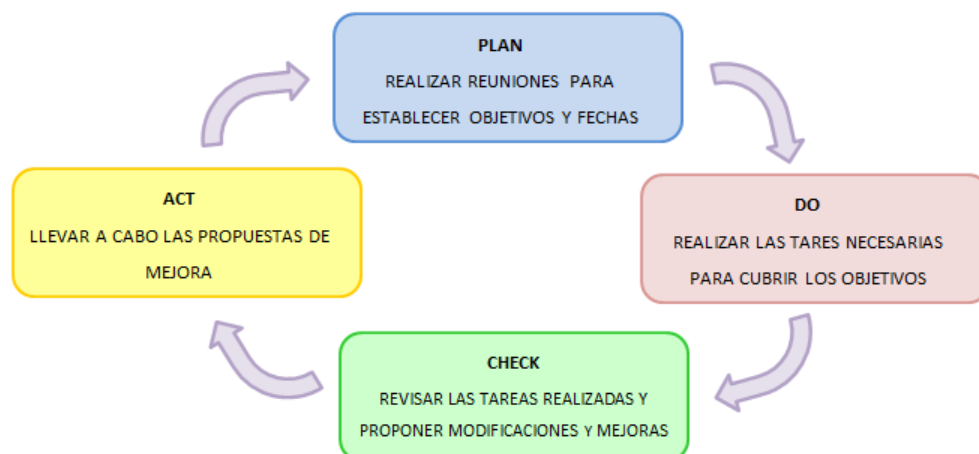 PLAN
REALIZAR REUNIONES PARA
ESTABLECER OBJETIVOS Y FECHAS
ACT
LLEVAR A CABO LAS PROPUESTAS DE
MEJORA
DO
REALIZAR LAS TARES NECESARIAS
PARA CUBRIR LOS OBJETIVOS
CHECK
REVISAR LAS TAREAS REALIZADAS Y
PROPONER MODIFICACIONES Y MEJORAS